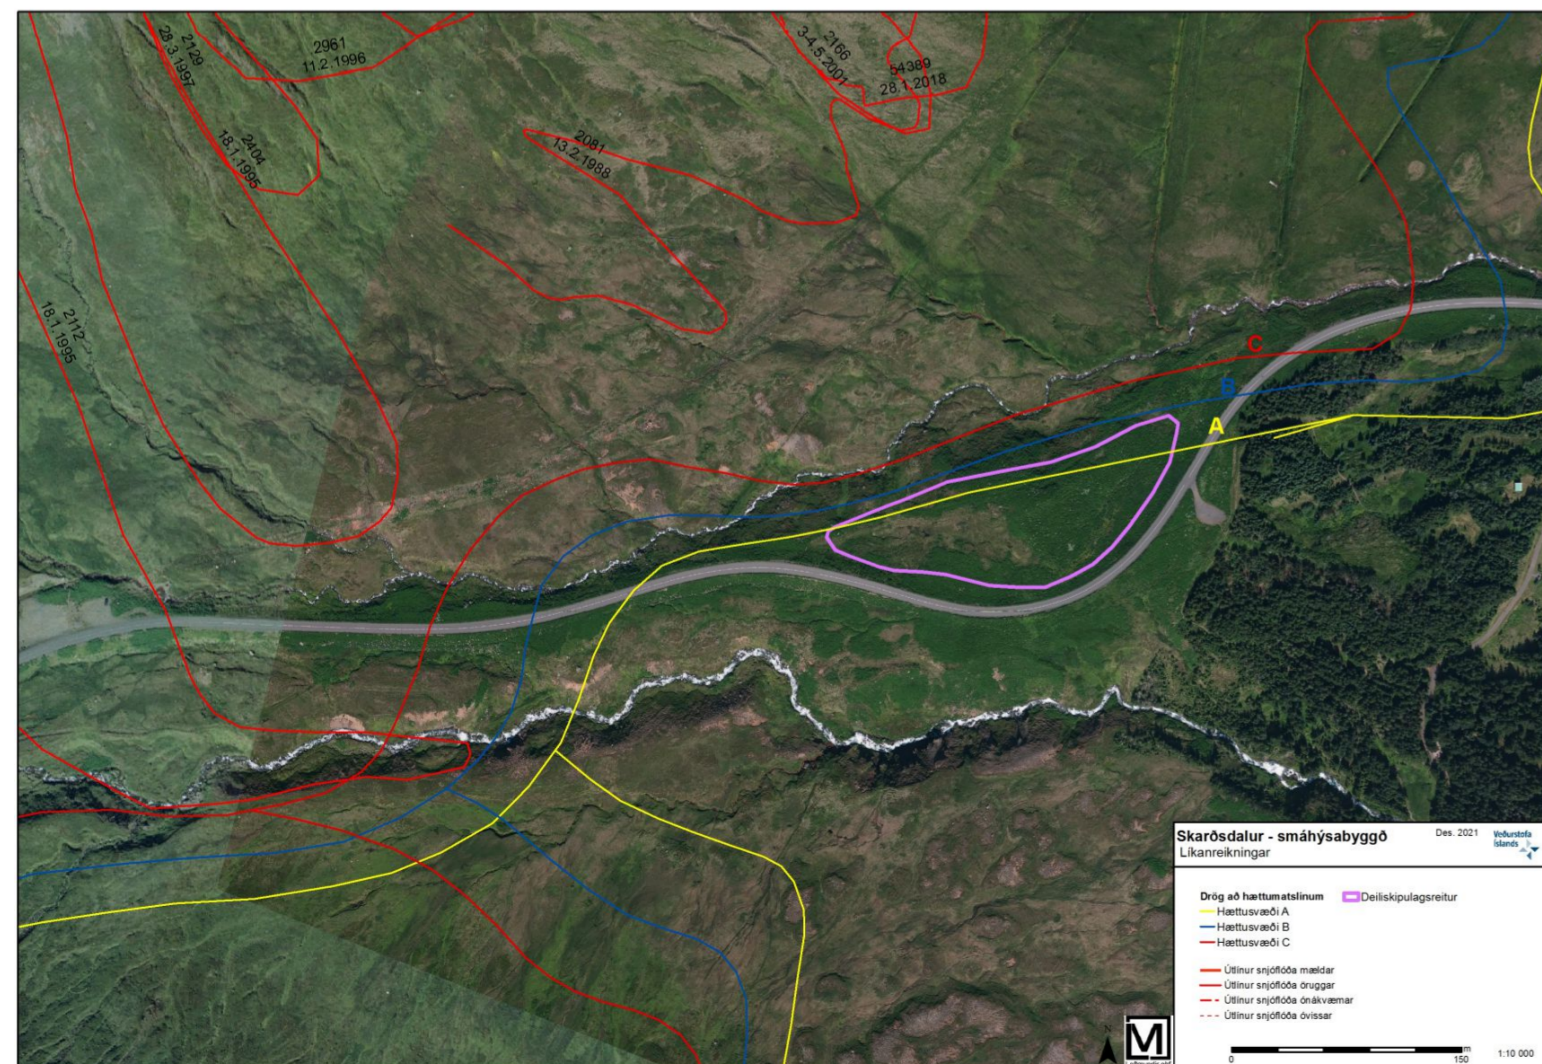 2961
11.2.1996
2129
28.3.1997
2404
18.1.1995
2112
18.1.1995
2081
13.2.1988
2166
3-4.5.2001
54389
28.1.2018
C
B
A
Skarðsdalur - smáhýsabyggð
Des. 2021
Veðurstofa
Íslands
Líkanreikningar
Drög að hættumatslínum
Deiliskipulagsreitur
Hættusvæði A
Hættusvæði B
Hættusvæði C
Útlínur snjóflóða mældar
Útlínur snjóflóða öruggar
Útlínur snjóflóða ónákvæmar
Útlínur snjóflóða óvissar
N
M
m
0
150
1:10 000